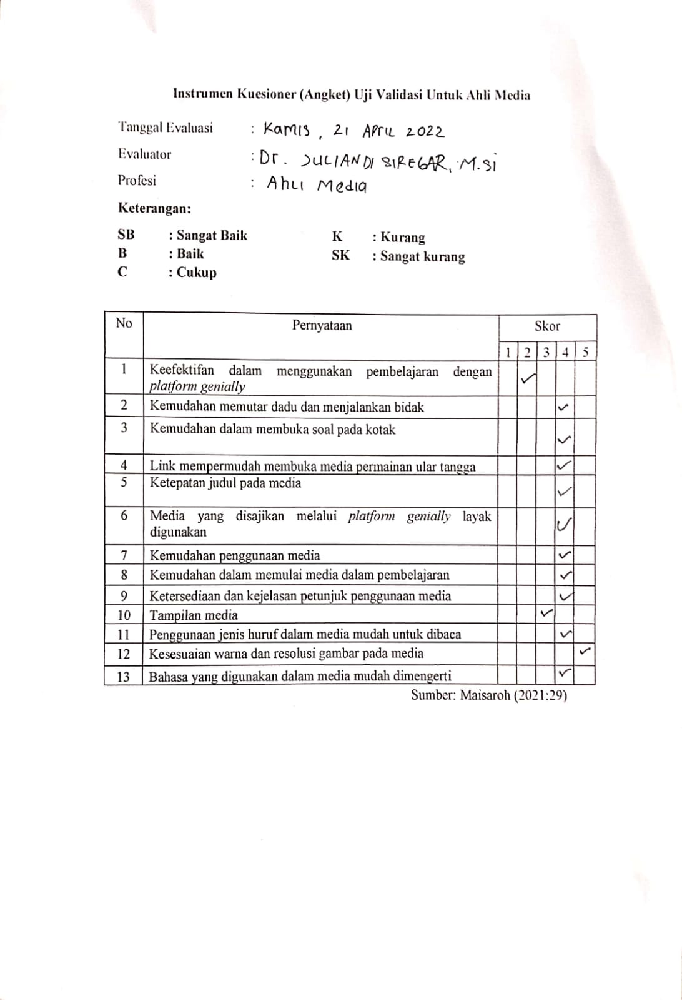 Instrumen Kuesioner (Angket) Uji Validasi Untuk Ahli Media
Tanggal Evaluasi : Kamis, 21 April 2022
Evaluator : Dr. JULIANDI SIREGAR, M.Si
Profesi : Ahli Media
Keterangan:
SB : Sangat Baik K : Kurang
B : Baik SK : Sangat kurang
C : Cukup
No Pernyataan Skor
1 2 3 4 5
1 Keefektifan dalam menggunakan pembelajaran dengan
platform genially ✓
2 Kemudahan memutar dadu dan menjalankan bidak ✓
3 Kemudahan dalam membuka soal pada kotak ✓
4 Link mempermudah membuka media permainan ular tangga ✓
5 Ketepatan judul pada media ✓
6 Media yang disajikan melalui platform genially layak
digunakan ✓
7 Kemudahan penggunaan media ✓
8 Kemudahan dalam memulai media dalam pembelajaran ✓
9 Ketersediaan dan kejelasan petunjuk penggunaan media ✓
10 Tampilan media ✓
11 Penggunaan jenis huruf dalam media mudah untuk dibaca ✓
12 Kesesuaian warna dan resolusi gambar pada media ✓
13 Bahasa yang digunakan dalam media mudah dimengerti ✓
Sumber: Maisaroh (2021:29)